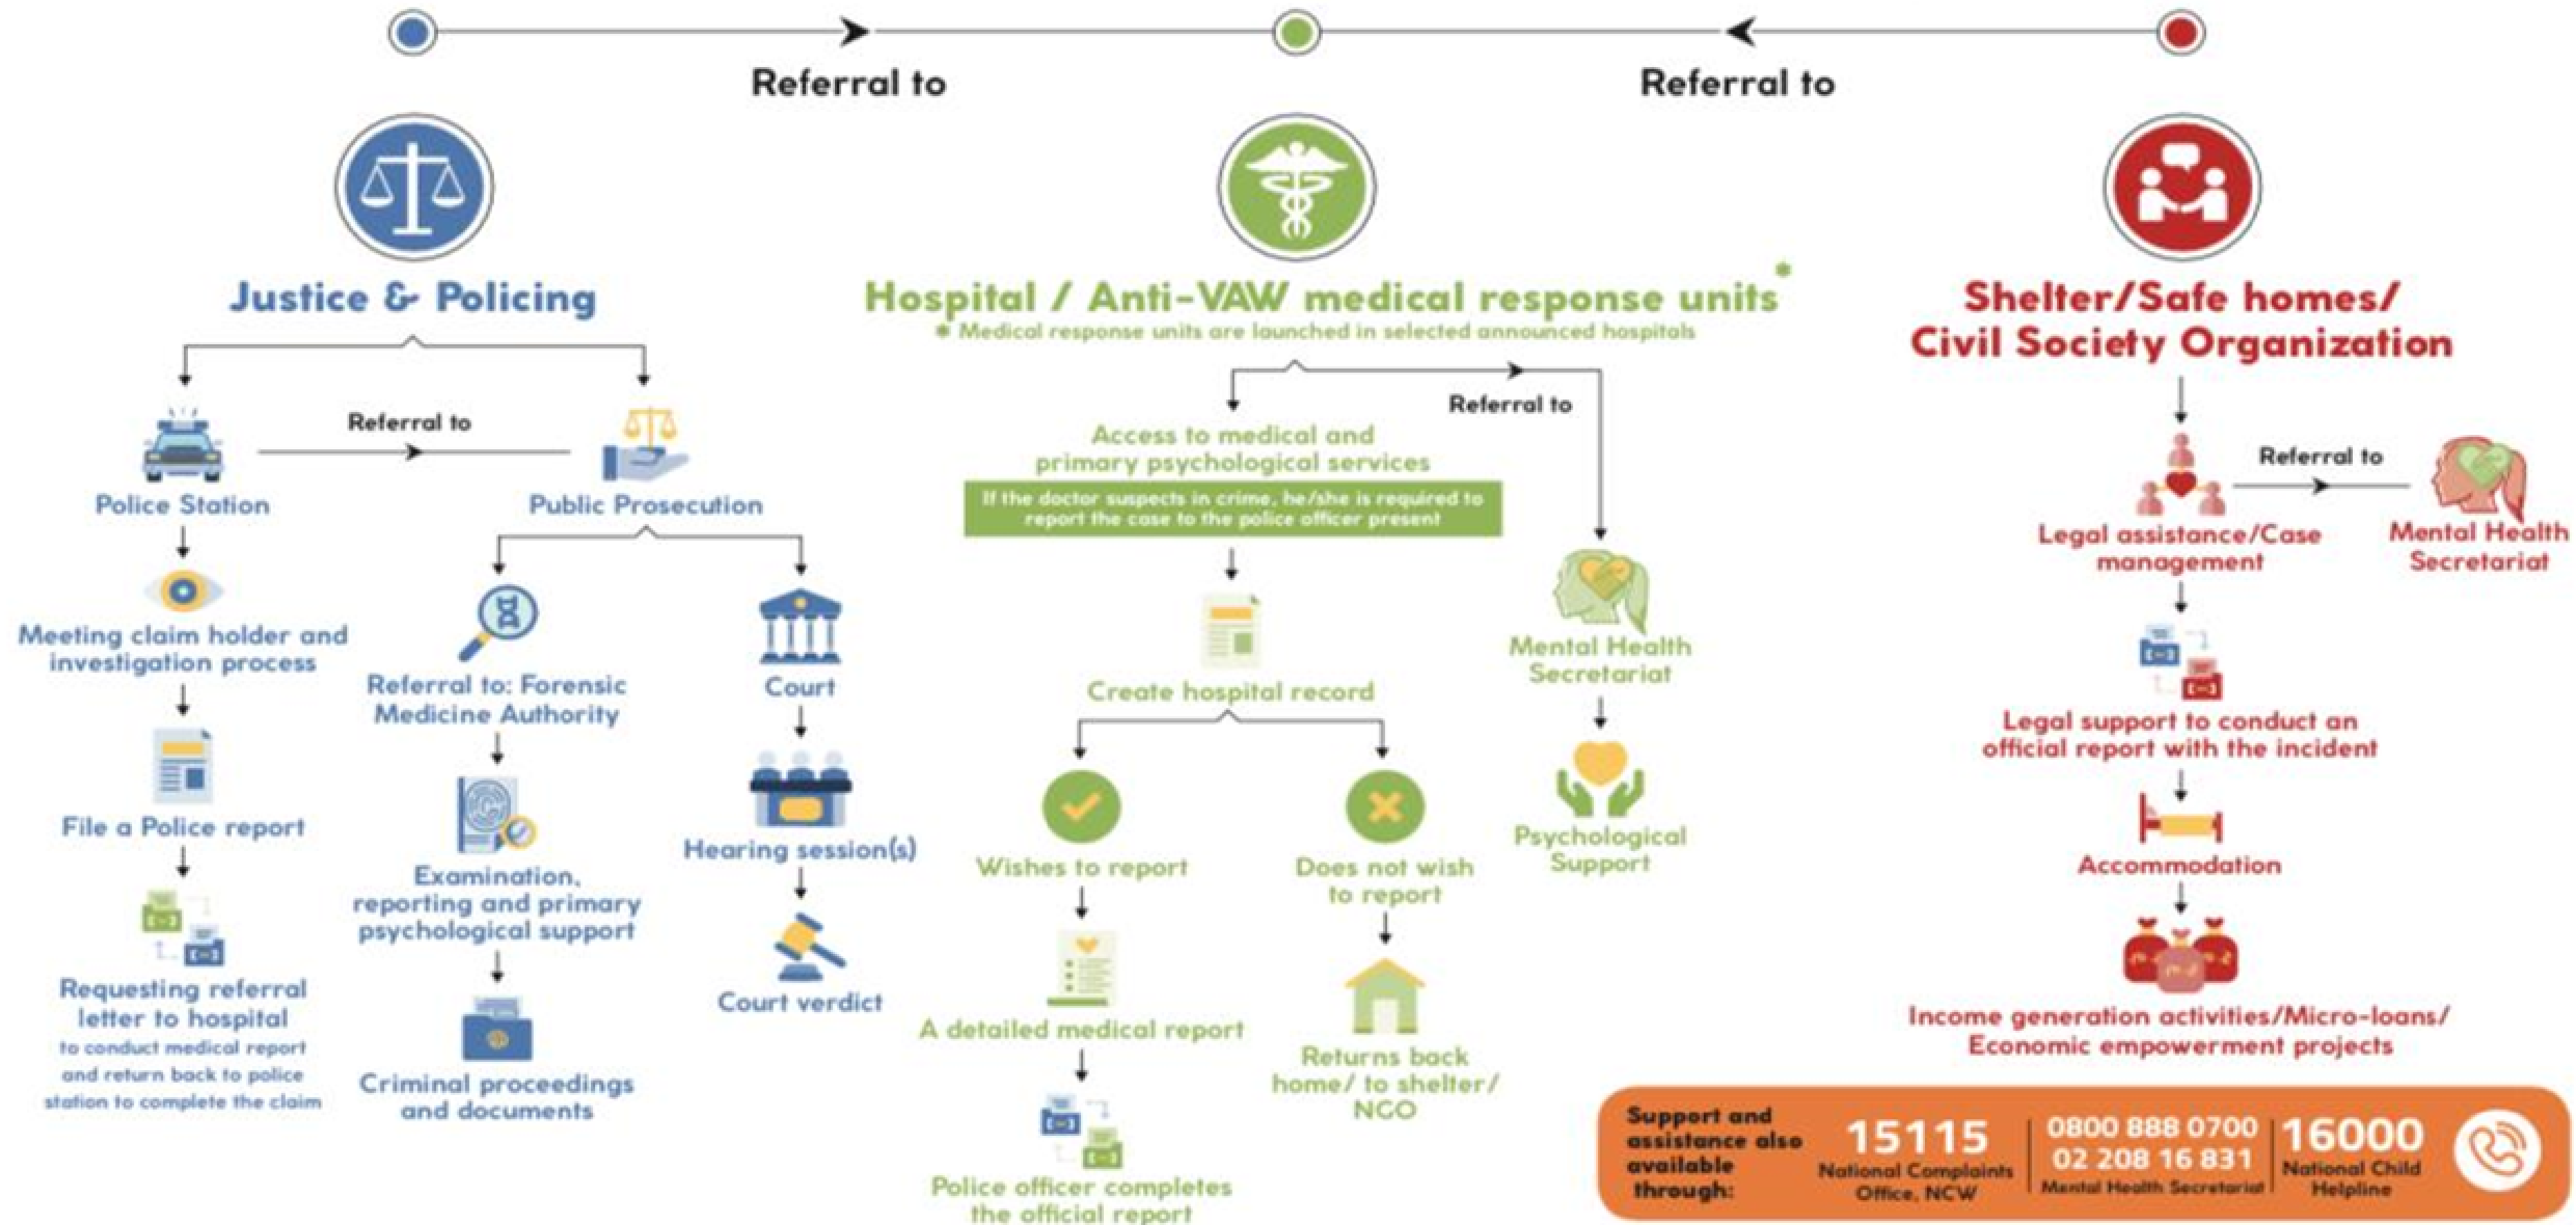 Referral to
Referral to
Justice & Policing
Referral to
Police Station
Public Prosecution
Meeting claim holder and
investigation process
File a Police report
Requesting referral
letter to hospital
to conduct medical report
and return back to police
station to complete the claim
Referral to: Forensic
Medicine Authority
Examination,
reporting and primary
psychological support
Criminal proceedings
and documents
Court
Hearing session(s)
Court verdict
Hospital / Anti-VAW medical response units*
* Medical response units are launched in selected announced hospitals
Referral to
Access to medical and
primary psychological services
If the doctor suspects in crime, he/she is required to
report the case to the police officer present
Create hospital record
Wishes to report
A detailed medical report
Police officer completes
the official report
Does not wish
to report
Returns back
home/ to shelter/
NGO
Mental Health
Secretariat
Psychological
Support
Shelter/Safe homes/
Civil Society Organization
Referral to
Legal assistance/Case
management
Mental Health
Secretariat
Legal support to conduct an
official report with the incident
Accommodation
Income generation activities/Micro-loans/
Economic empowerment projects
Support and
assistance also
available
through:
15115
National Complaints
Office, NCW
0800 888 0700
02 208 16 831
Mental Health Secretariat
16000
National Child
Helpline